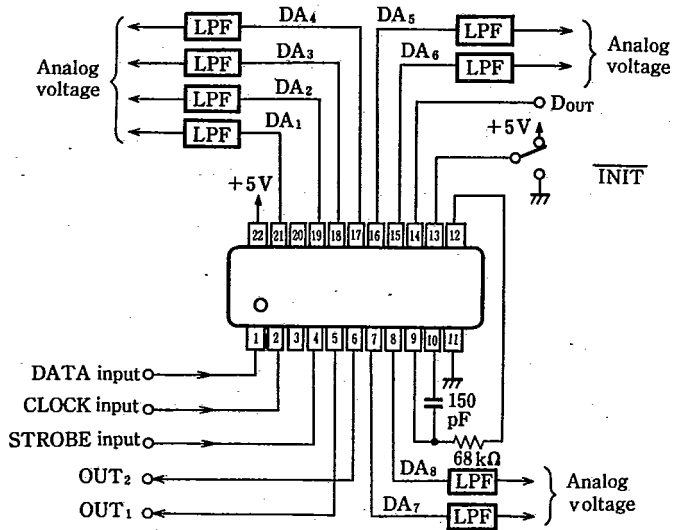 LPF DA₄ DA₅ LPF
LPF DA₃ DA₆ LPF
Analog voltage
Analog voltage
LPF DA₂
LPF DA₁
DOUT
+5V
INIT
+5V
22 21 20 19 18 17 16 15 14 13 12
1 2 3 4 5 6 7 8 9 10 11
DATA input
CLOCK input
STROBE input
OUT₂
OUT₁
150 pF
68kΩ
DA₈ LPF
DA₇ LPF
Analog voltage